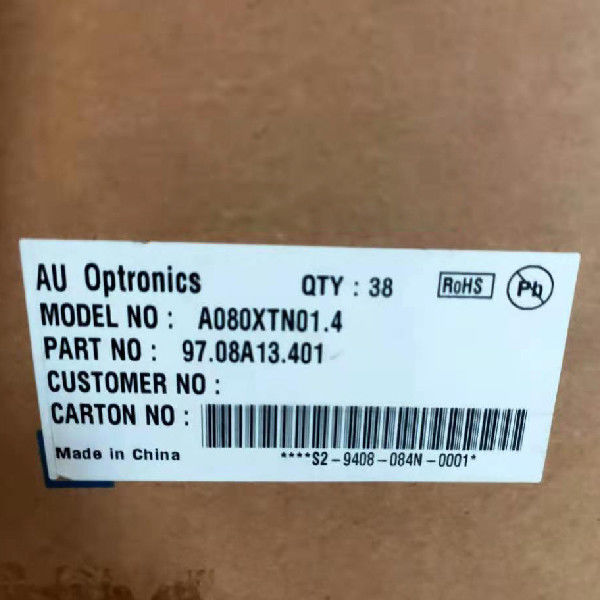 AU Optronics QTY : 38 RoHS Pb
MODEL NO : A080XTN01.4
PART NO : 97.08A13.401
CUSTOMER NO :
CARTON NO :
Made in China ****S2-9408-084N-0001*